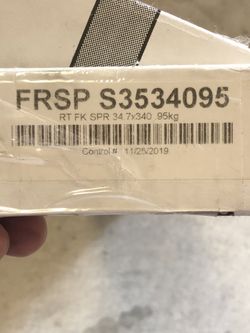 FRSP S3534095
RT FK SPR 34.7x340 .95kg
Control #: 11/25/2019